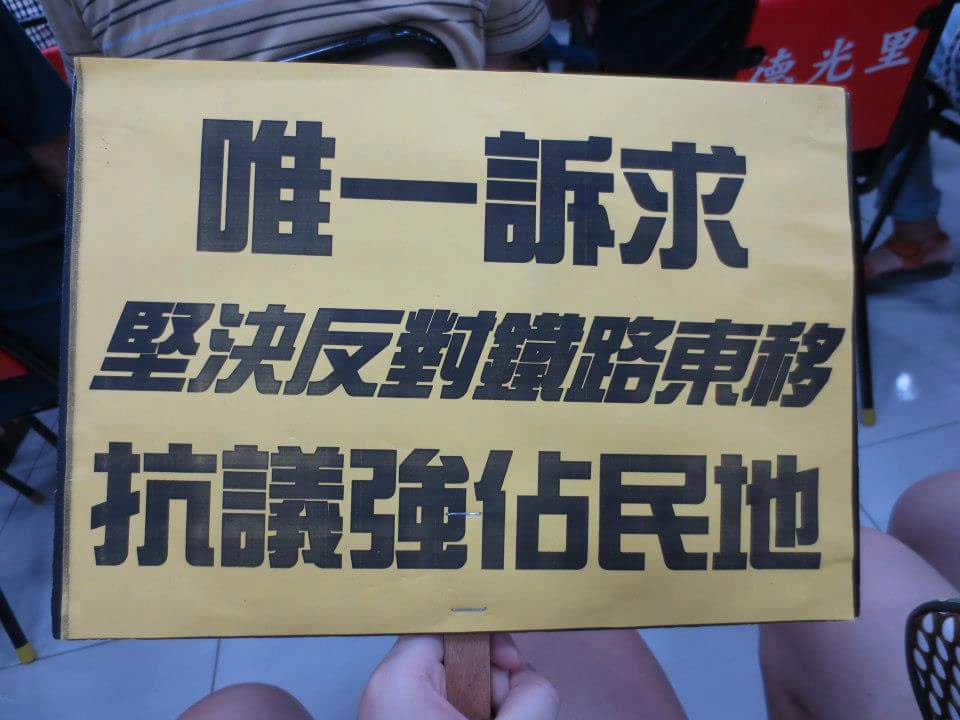 德光里
唯一訴求
堅決反對鐵路東移
抗議強佔民地